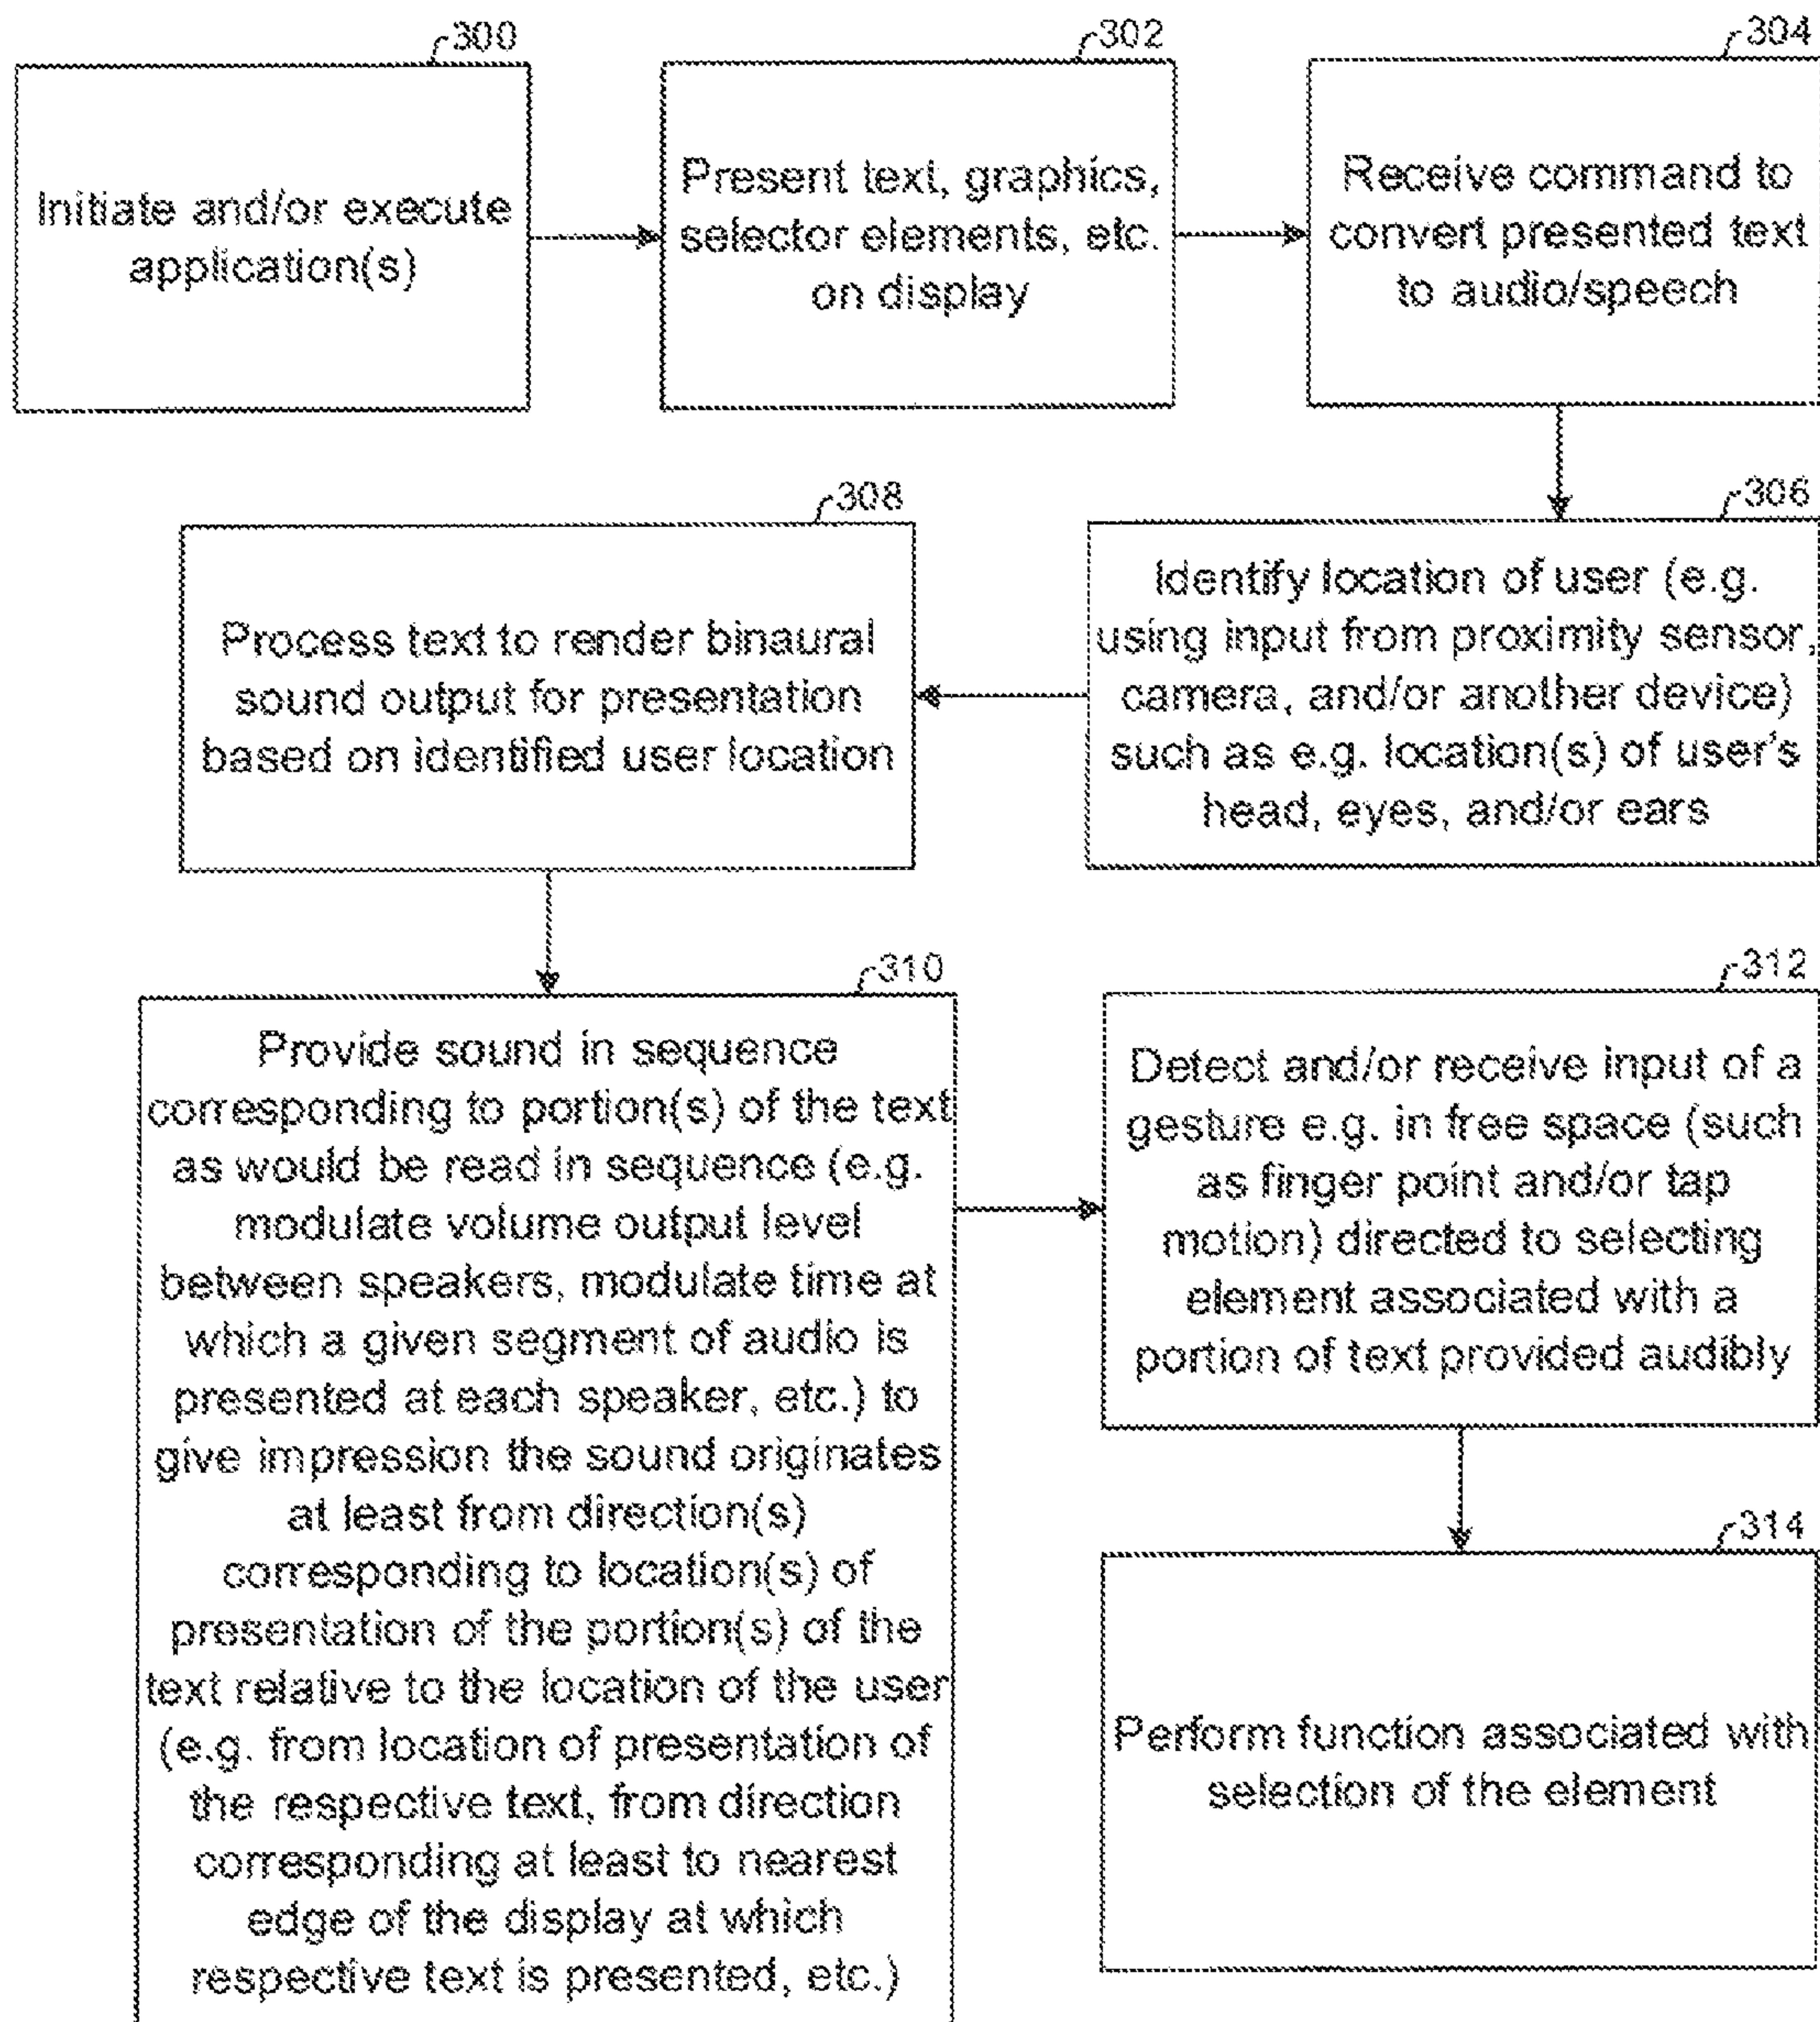 300
Initiate and/or execute
application(s)
302
Present text, graphics,
selector elements, etc.
on display
304
Receive command to
convert presented text
to audio/speech
306
Identify location of user (e.g.
using input from proximity sensor,
camera, and/or another device)
such as e.g. location(s) of user's
head, eyes, and/or ears
308
Process text to render binaural
sound output for presentation
based on identified user location
310
Provide sound in sequence
corresponding to portion(s) of the text
as would be read in sequence (e.g.
modulate volume output level
between speakers, modulate time at
which a given segment of audio is
presented at each speaker, etc.) to
give impression the sound originates
at least from direction(s)
corresponding to location(s) of
presentation of the portion(s) of the
text relative to the location of the user
(e.g. from location of presentation of
the respective text, from direction
corresponding at least to nearest
edge of the display at which
respective text is presented, etc.)
312
Detect and/or receive input of a
gesture e.g. in free space (such
as finger point and/or tap
motion) directed to selecting
element associated with a
portion of text provided audibly
314
Perform function associated with
selection of the element